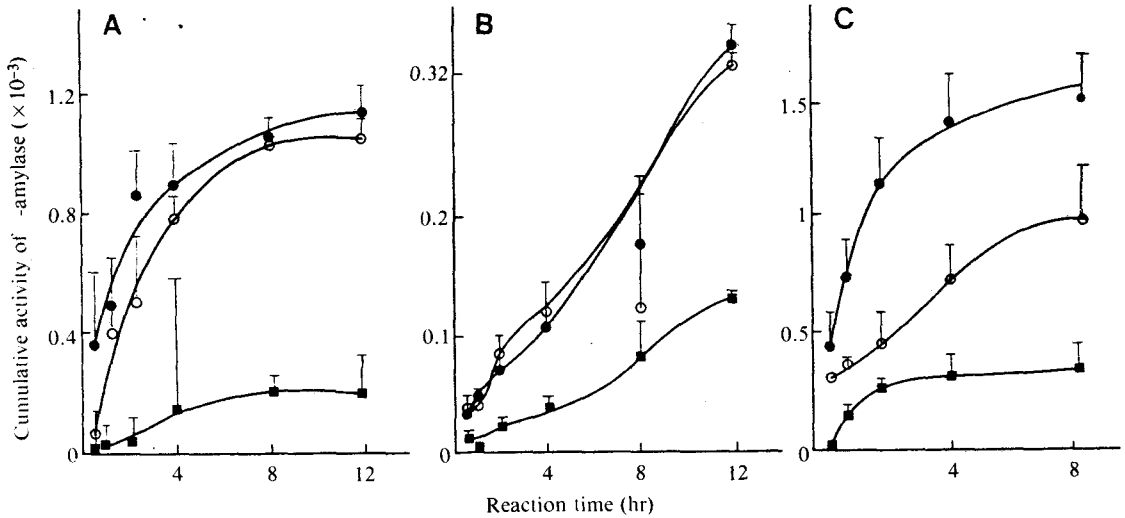 A B C
Cumulative activity of -amylase (×10⁻³)
1.2
0.8
0.4
0
4 8 12
0.32
0.2
0.1
0
4 8 12
1.5
1
0.5
0
4 8
Reaction time (hr)